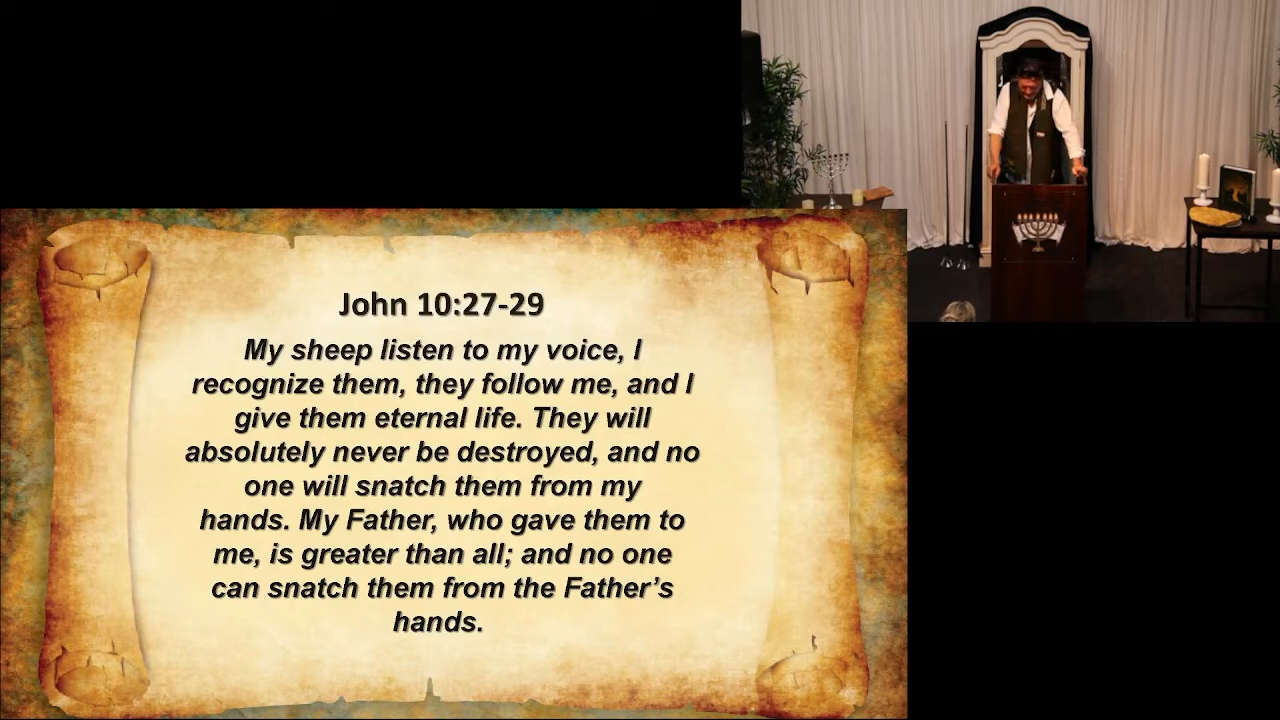 John 10:27-29
My sheep listen to my voice, I
recognize them, they follow me, and I
give them eternal life. They will
absolutely never be destroyed, and no
one will snatch them from my
hands. My Father, who gave them to
me, is greater than all; and no one
can snatch them from the Father’s
hands.